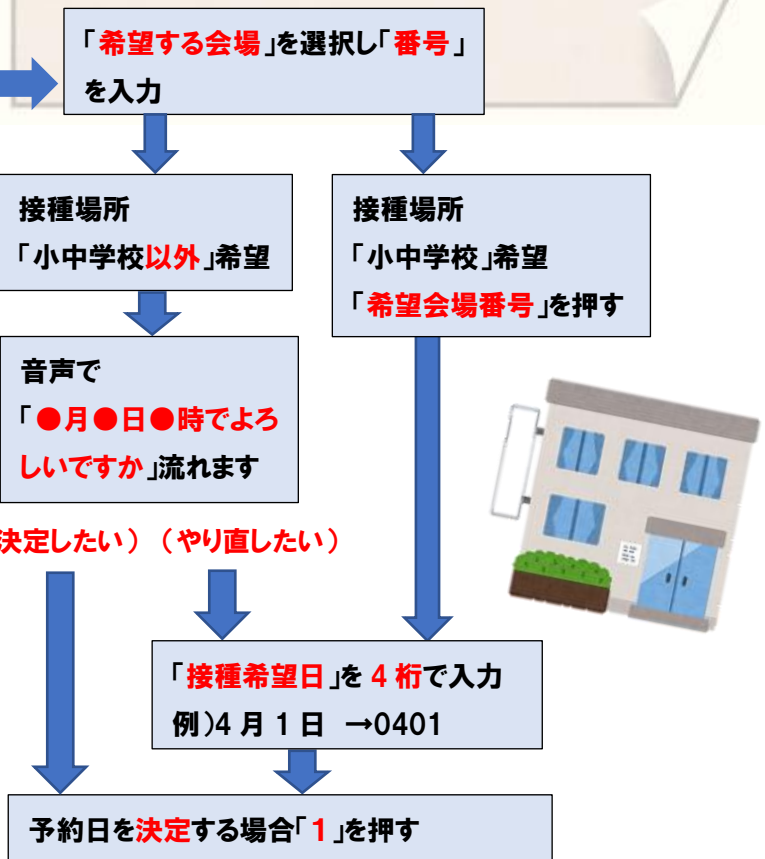 「希望する会場」を選択し「番号」
を入力
接種場所
「小中学校以外」希望
接種場所
「小中学校」希望
「希望会場番号」を押す
音声で
「●月●日●時でよろ
しいですか」流れます
決定したい） （やり直したい）
「接種希望日」を 4 桁で入力
例)4 月 1 日 →0401
予約日を決定する場合「1」を押す